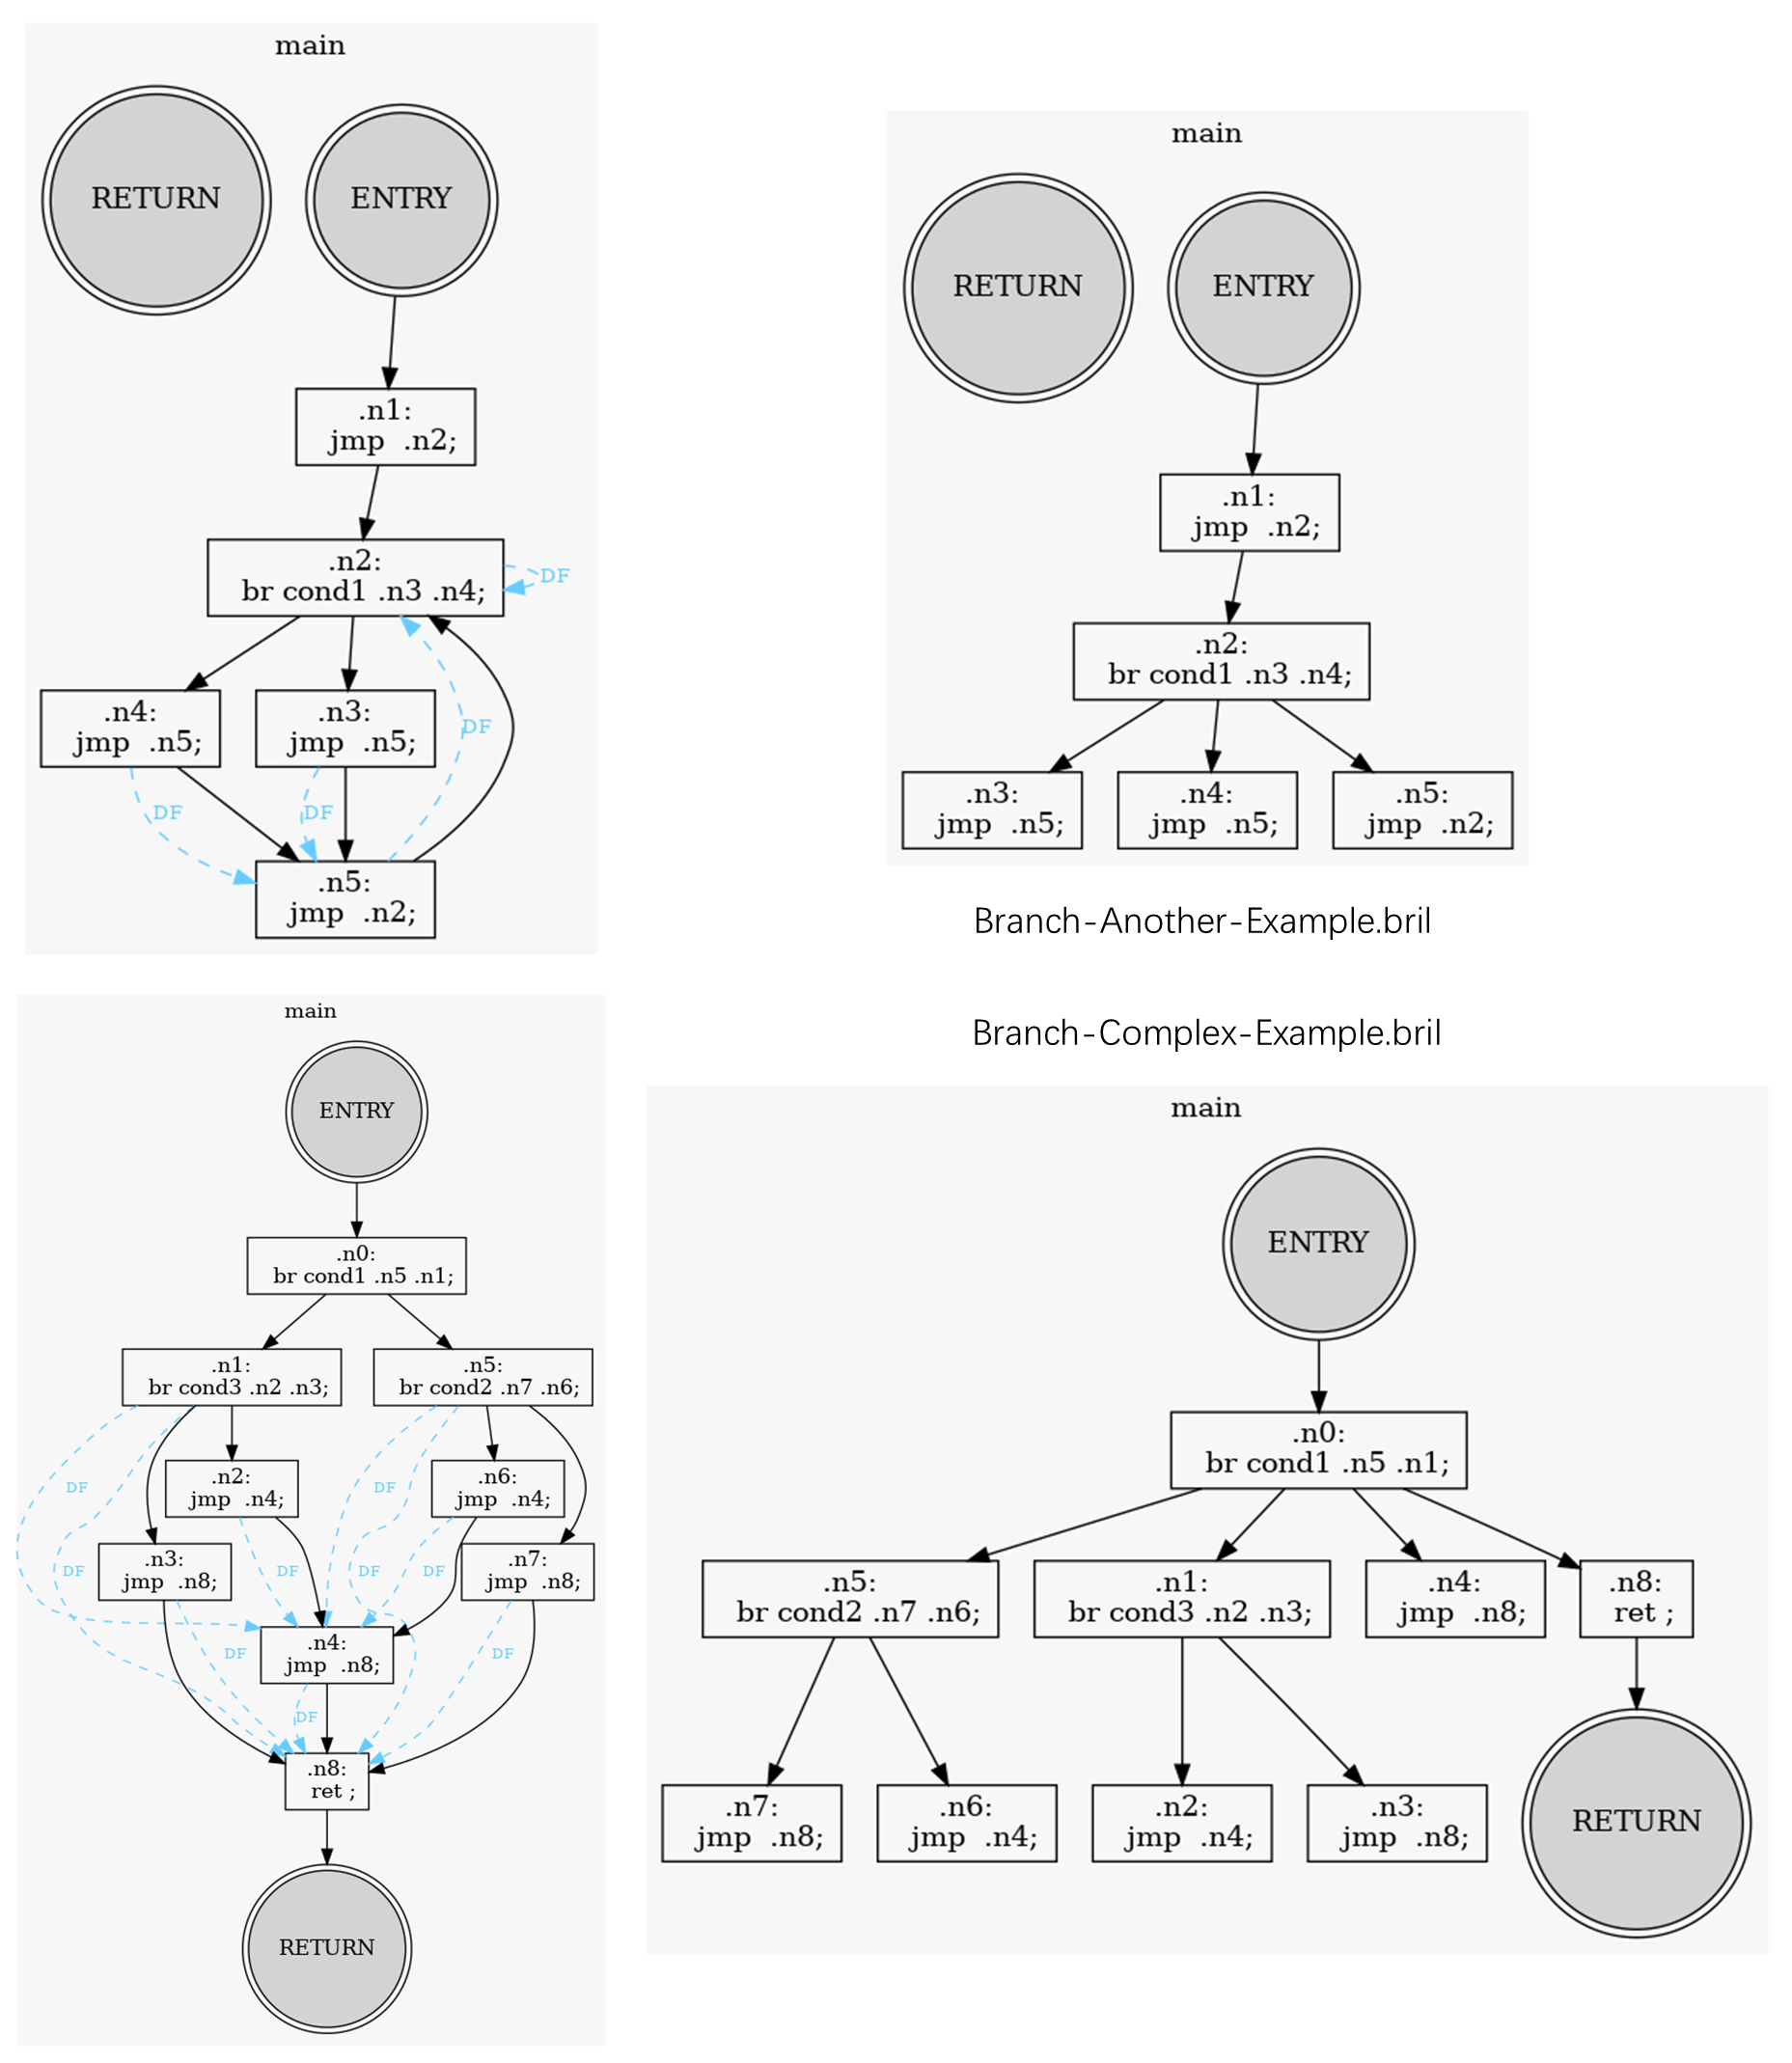 main
RETURN
ENTRY
.n1:
jmp .n2;
.n2:
br cond1 .n3 .n4;
DF
.n4:
jmp .n5;
.n3:
jmp .n5;
DF
DF
DF
.n5:
jmp .n2;
main
RETURN
ENTRY
.n1:
jmp .n2;
.n2:
br cond1 .n3 .n4;
.n3:
jmp .n5;
.n4:
jmp .n5;
.n5:
jmp .n2;
Branch-Another-Example.bril
main
ENTRY
.n0:
br cond1 .n5 .n1;
.n1:
br cond3 .n2 .n3;
.n5:
br cond2 .n7 .n6;
DF
.n2:
jmp .n4;
DF
.n6:
jmp .n4;
DF
.n3:
jmp .n8;
DF
DF
DF
.n7:
jmp .n8;
DF
.n4:
jmp .n8;
DF
DF
.n8:
ret ;
RETURN
Branch-Complex-Example.bril
main
ENTRY
.n0:
br cond1 .n5 .n1;
.n5:
br cond2 .n7 .n6;
.n1:
br cond3 .n2 .n3;
.n4:
jmp .n8;
.n8:
ret ;
.n7:
jmp .n8;
.n6:
jmp .n4;
.n2:
jmp .n4;
.n3:
jmp .n8;
RETURN